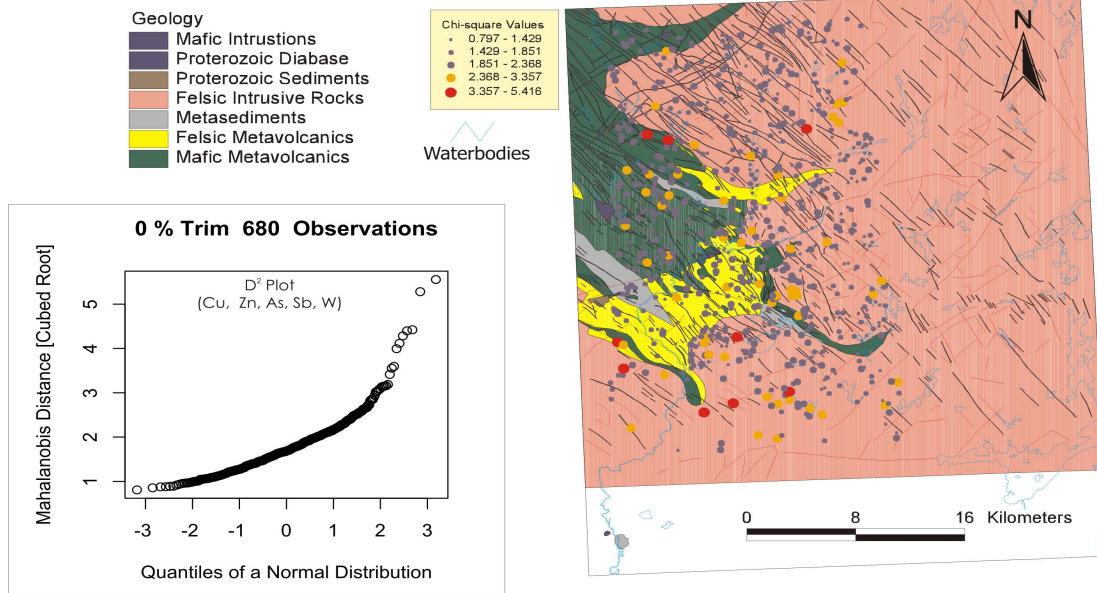 Geology
Mafic Intrustions
Proterozoic Diabase
Proterozoic Sediments
Felsic Intrusive Rocks
Metasediments
Felsic Metavolcanics
Mafic Metavolcanics
Chi-square Values
0.797 - 1.429
1.429 - 1.851
1.851 - 2.368
2.368 - 3.357
3.357 - 5.416
Waterbodies
N
0 % Trim 680 Observations
D² Plot
(Cu, Zn, As, Sb, W)
Mahalanobis Distance [Cubed Root]
5
4
3
2
1
-3 -2 -1 0 1 2 3
Quantiles of a Normal Distribution
0 8 16 Kilometers